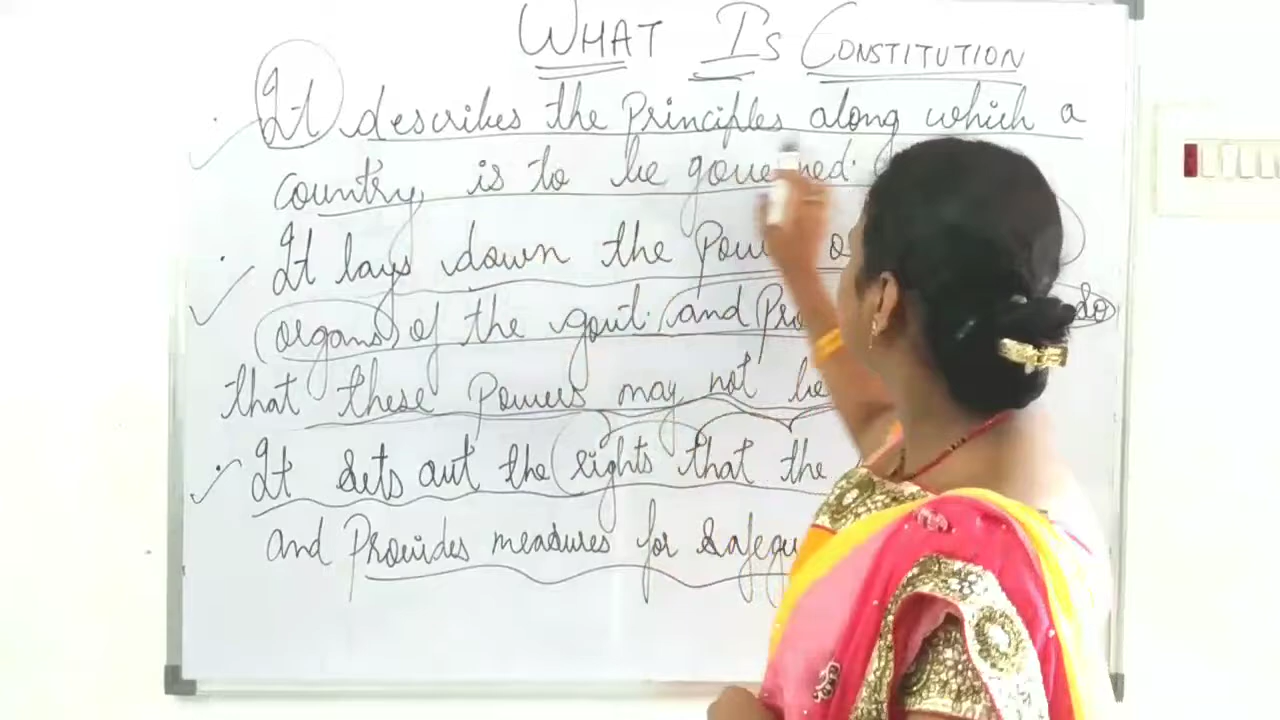 WHAT IS CONSTITUTION
It describes the Principles along which a
country is to be governed.
It lays down the
organs of the govt. and so
that these Powers may not be
It sets out the rights that the
and Provides measures for